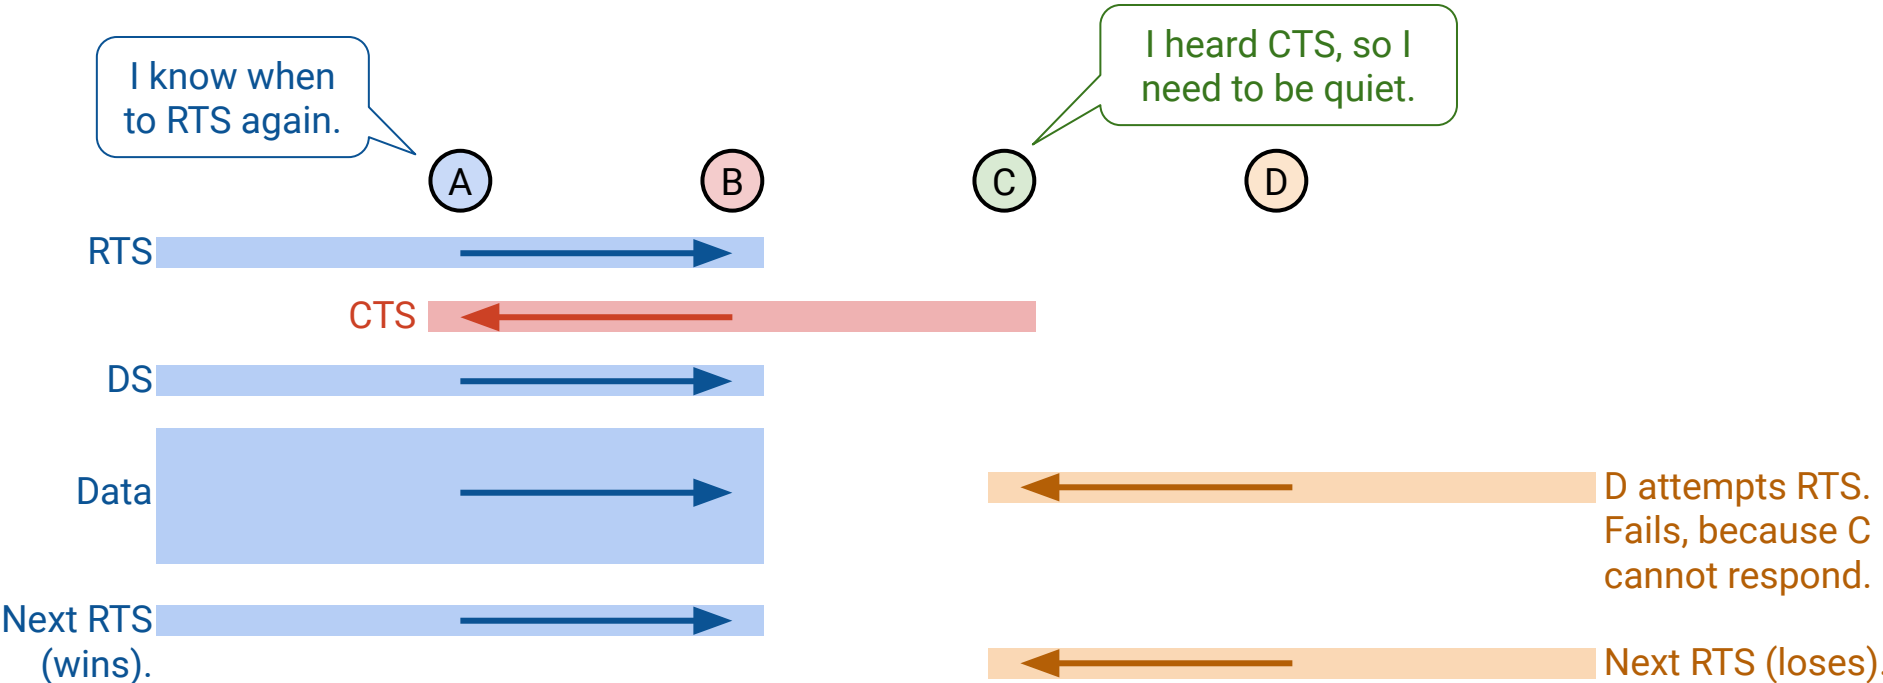 I know when
to RTS again.
I heard CTS, so I
need to be quiet.
A
B
C
D
RTS
CTS
DS
Data
D attempts RTS.
Fails, because C
cannot respond.
Next RTS
(wins).
Next RTS (loses).